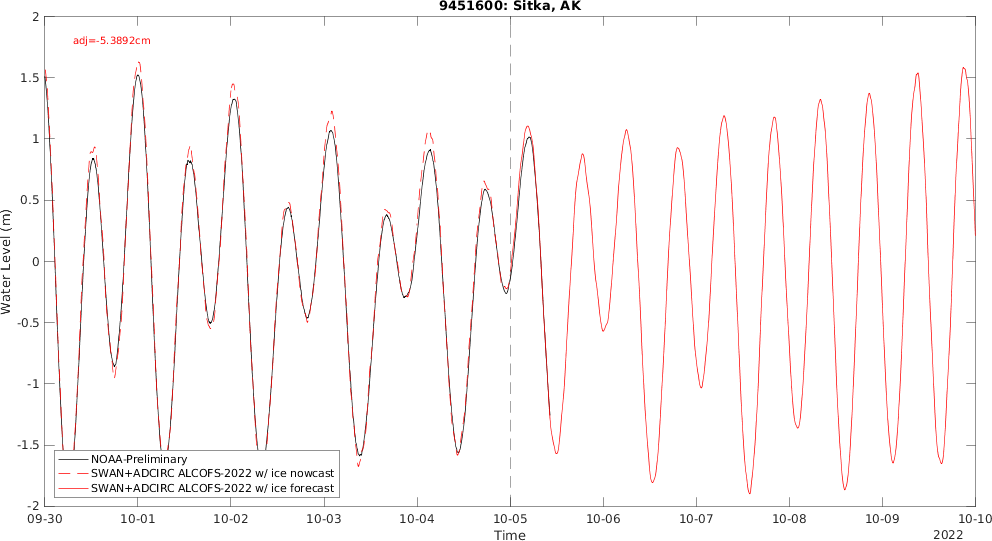 9451600: Sitka, AK
adj=-5.3892cm
2
1.5
1
0.5
0
-0.5
-1
-1.5
-2
Water Level (m)
NOAA-Preliminary
SWAN+ADCIRC ALCOFS-2022 w/ ice nowcast
SWAN+ADCIRC ALCOFS-2022 w/ ice forecast
09-30 10-01 10-02 10-03 10-04 10-05 10-06 10-07 10-08 10-09 10-10
Time
2022